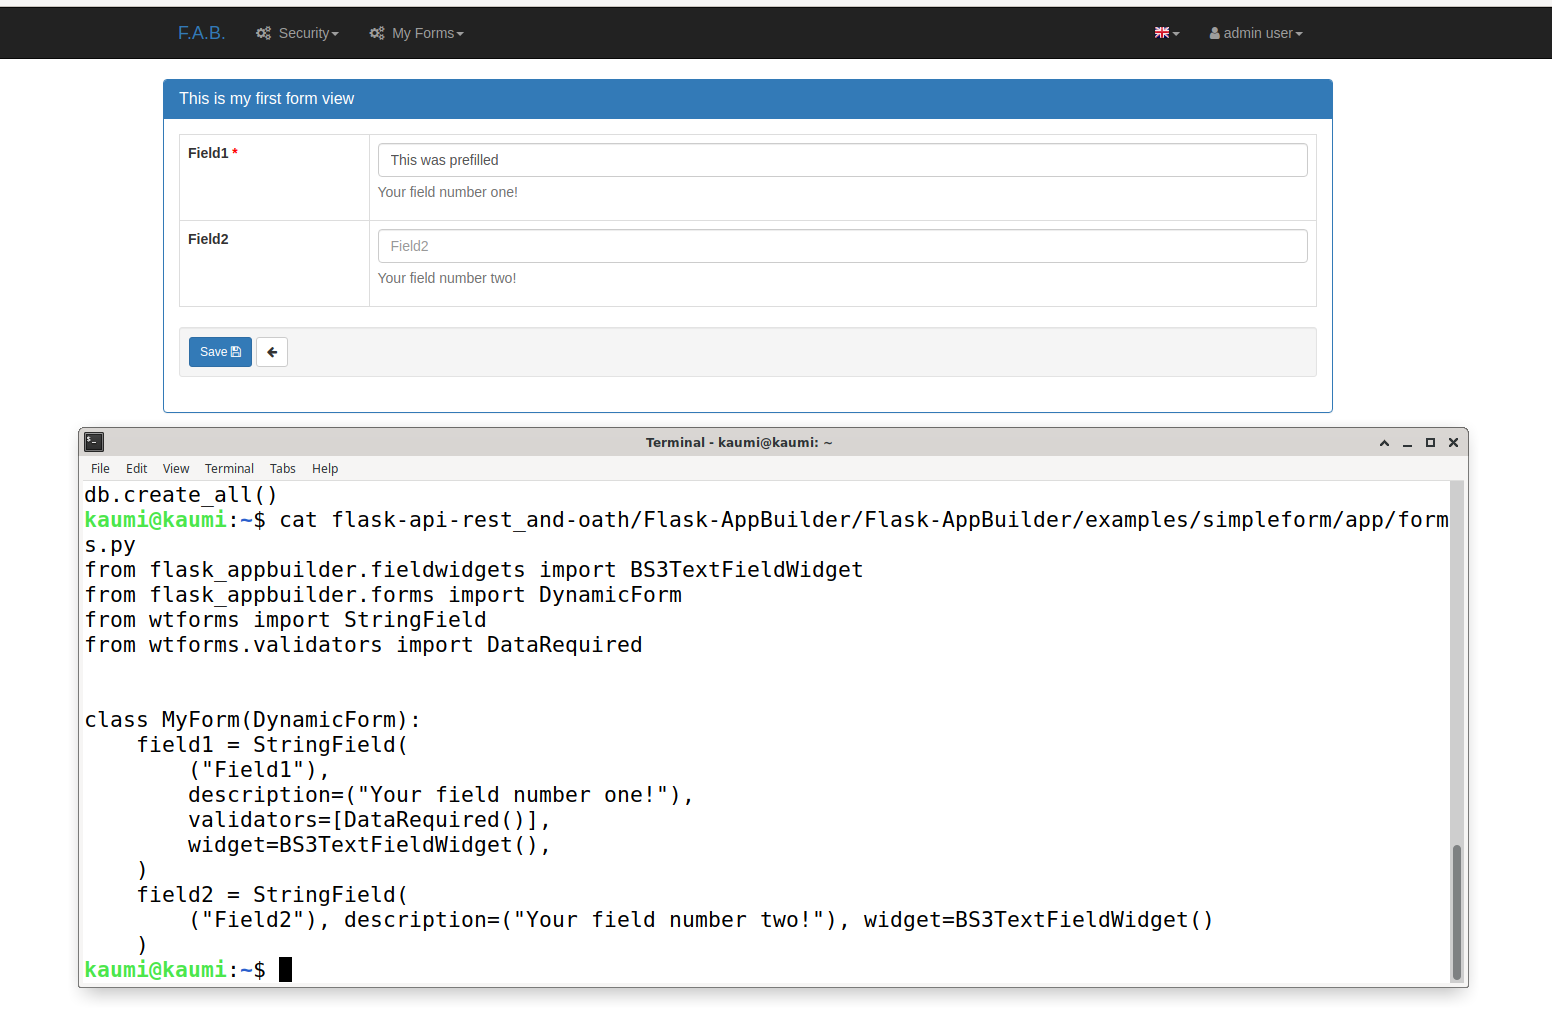 F.A.B. Security My Forms admin user
This is my first form view
Field1 * This was prefilled
Your field number one!
Field2 Field2
Your field number two!
Save
Terminal - kaumi@kaumi: ~
File Edit View Terminal Tabs Help
db.create_all()
kaumi@kaumi:~$ cat flask-api-rest_and-oath/Flask-AppBuilder/Flask-AppBuilder/examples/simpleform/app/form
s.py
from flask_appbuilder.fieldwidgets import BS3TextFieldWidget
from flask_appbuilder.forms import DynamicForm
from wtforms import StringField
from wtforms.validators import DataRequired
class MyForm(DynamicForm):
    field1 = StringField(
        ("Field1"),
        description=("Your field number one!"),
        validators=[DataRequired()],
        widget=BS3TextFieldWidget(),
    )
    field2 = StringField(
        ("Field2"), description=("Your field number two!"), widget=BS3TextFieldWidget()
    )
kaumi@kaumi:~$